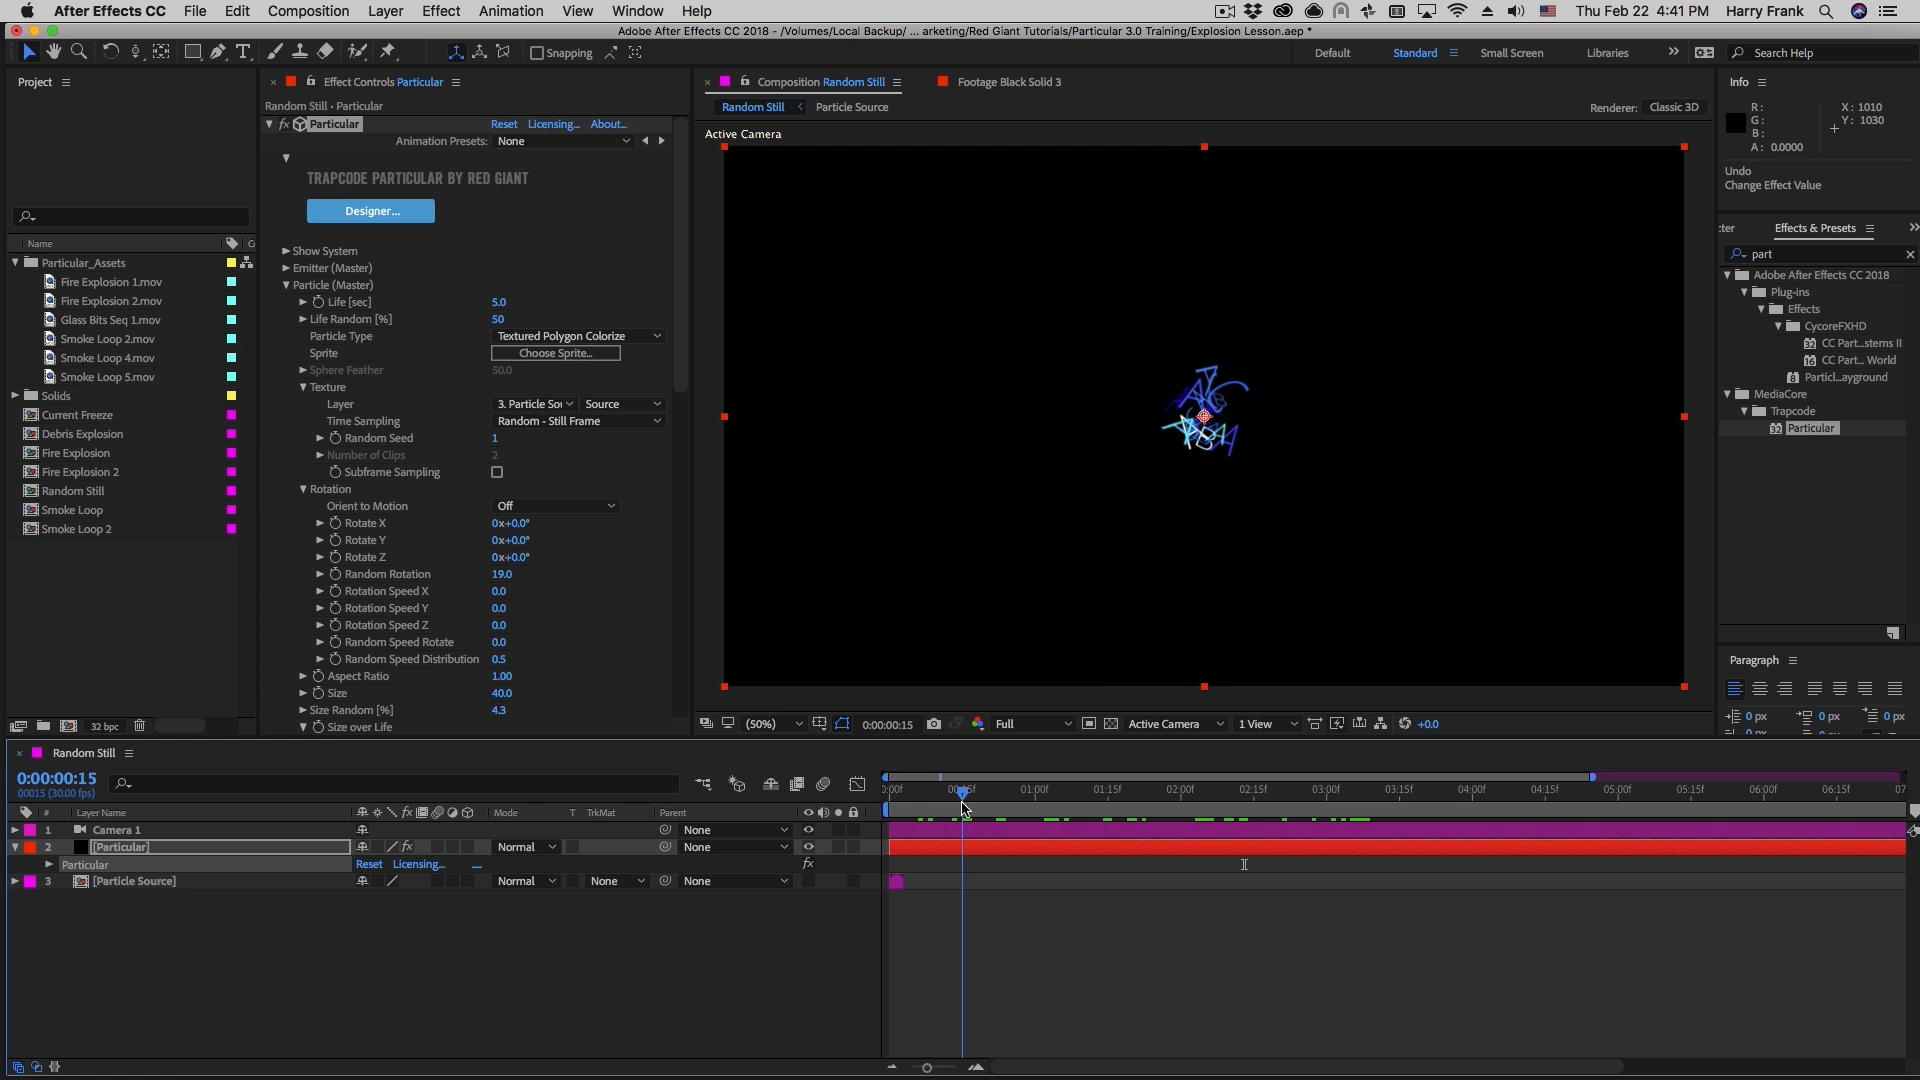 After Effects CC File Edit Composition Layer Effect Animation View Window Help
Thu Feb 22 4:41 PM Harry Frank
Adobe After Effects CC 2018 - /Volumes/Local Backup/ ... arketing/Red Giant Tutorials/Particular 3.0 Training/Explosion Lesson.aep *
Snapping
Default Standard Small Screen Libraries
Search Help
Project
Name
Particular_Assets
Fire Explosion 1.mov
Fire Explosion 2.mov
Glass Bits Seq 1.mov
Smoke Loop 2.mov
Smoke Loop 4.mov
Smoke Loop 5.mov
Solids
Current Freeze
Debris Explosion
Fire Explosion
Fire Explosion 2
Random Still
Smoke Loop
Smoke Loop 2
32 bpc
Effect Controls Particular
Random Still • Particular
fx Particular Reset Licensing... About...
Animation Presets: None
TRAPCODE PARTICULAR BY RED GIANT
Designer...
Show System
Emitter (Master)
Particle (Master)
Life [sec] 5.0
Life Random [%] 50
Particle Type Textured Polygon Colorize
Sprite Choose Sprite...
Sphere Feather 50.0
Texture
Layer 3. Particle Sou Source
Time Sampling Random - Still Frame
Random Seed 1
Number of Clips 2
Subframe Sampling
Rotation
Orient to Motion Off
Rotate X 0x+0.0°
Rotate Y 0x+0.0°
Rotate Z 0x+0.0°
Random Rotation 19.0
Rotation Speed X 0.0
Rotation Speed Y 0.0
Rotation Speed Z 0.0
Random Speed Rotate 0.0
Random Speed Distribution 0.5
Aspect Ratio 1.00
Size 40.0
Size Random [%] 4.3
Size over Life
Composition Random Still
Footage Black Solid 3
Random Still Particle Source
Renderer: Classic 3D
Active Camera
(50%) 0:00:00:15 Full Active Camera 1 View +0.0
Info
R:
G:
B:
A: 0.0000
X: 1010
Y: 1030
Undo
Change Effect Value
cter Effects & Presets
part
Adobe After Effects CC 2018
Plug-ins
Effects
CycoreFXHD
CC Part...stems II
CC Part... World
Particl...ayground
MediaCore
Trapcode
Particular
Paragraph
0 px 0 px 0 px
Random Still
0:00:00:15
00015 (30.00 fps)
# Layer Name Mode T TrkMat Parent
1 Camera 1 None
2 [Particular] fx Normal None
Particular Reset Licensing... fx
3 [Particle Source] Normal None None
01:00f 01:15f 02:00f 02:15f 03:00f 03:15f 04:00f 04:15f 05:00f 05:15f 06:00f 06:15f 07